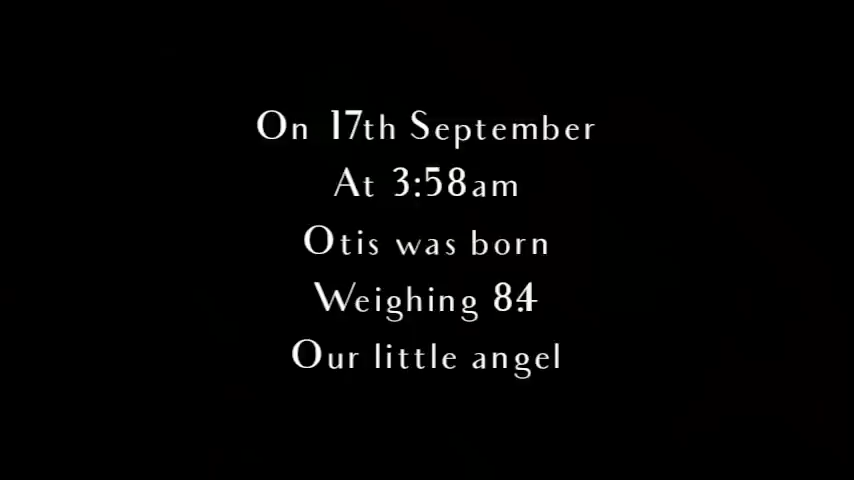 On 17th September
At 3:58am
Otis was born
Weighing 8.4
Our little angel